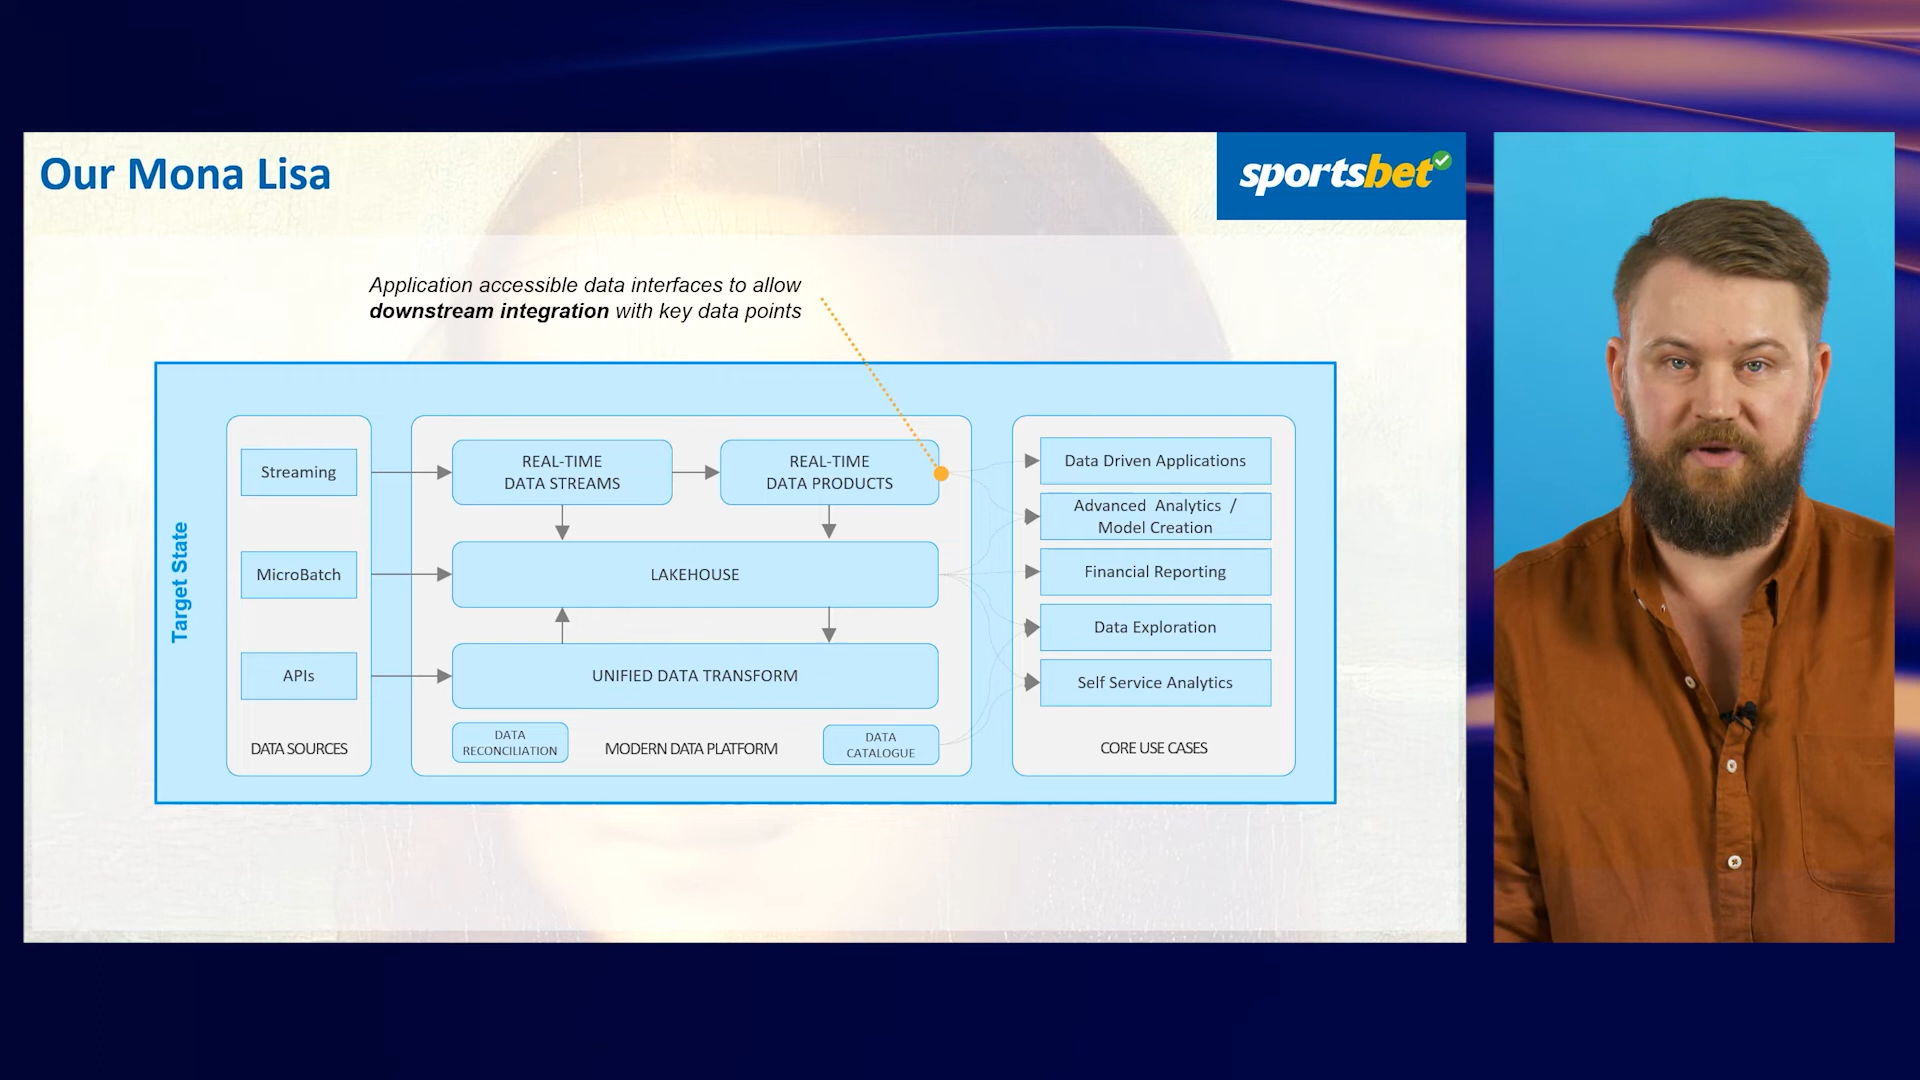 Our Mona Lisa
sportsbet
Application accessible data interfaces to allow
downstream integration with key data points
Target State
Streaming
MicroBatch
APIs
DATA SOURCES
REAL-TIME
DATA STREAMS
REAL-TIME
DATA PRODUCTS
LAKEHOUSE
UNIFIED DATA TRANSFORM
DATA
RECONCILIATION
MODERN DATA PLATFORM
DATA
CATALOGUE
Data Driven Applications
Advanced Analytics /
Model Creation
Financial Reporting
Data Exploration
Self Service Analytics
CORE USE CASES